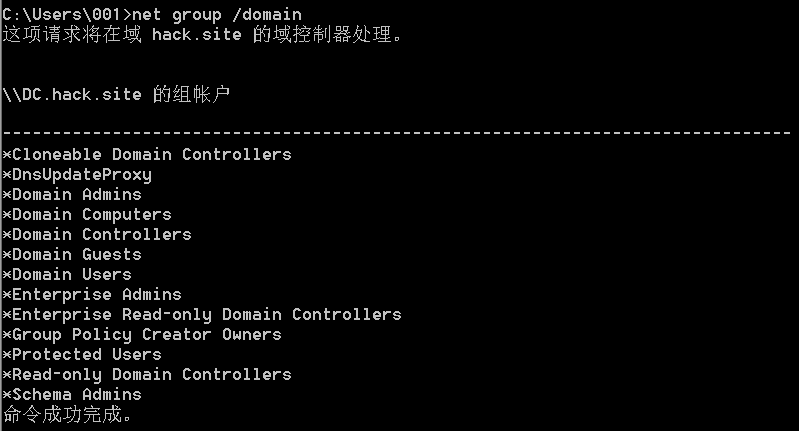 C:\Users\001>net group /domain
这项请求将在域 hack.site 的域控制器处理。
\\DC.hack.site 的组帐户
-------------------------------------------------------------------------------
*Cloneable Domain Controllers
*DnsUpdateProxy
*Domain Admins
*Domain Computers
*Domain Controllers
*Domain Guests
*Domain Users
*Enterprise Admins
*Enterprise Read-only Domain Controllers
*Group Policy Creator Owners
*Protected Users
*Read-only Domain Controllers
*Schema Admins
命令成功完成。